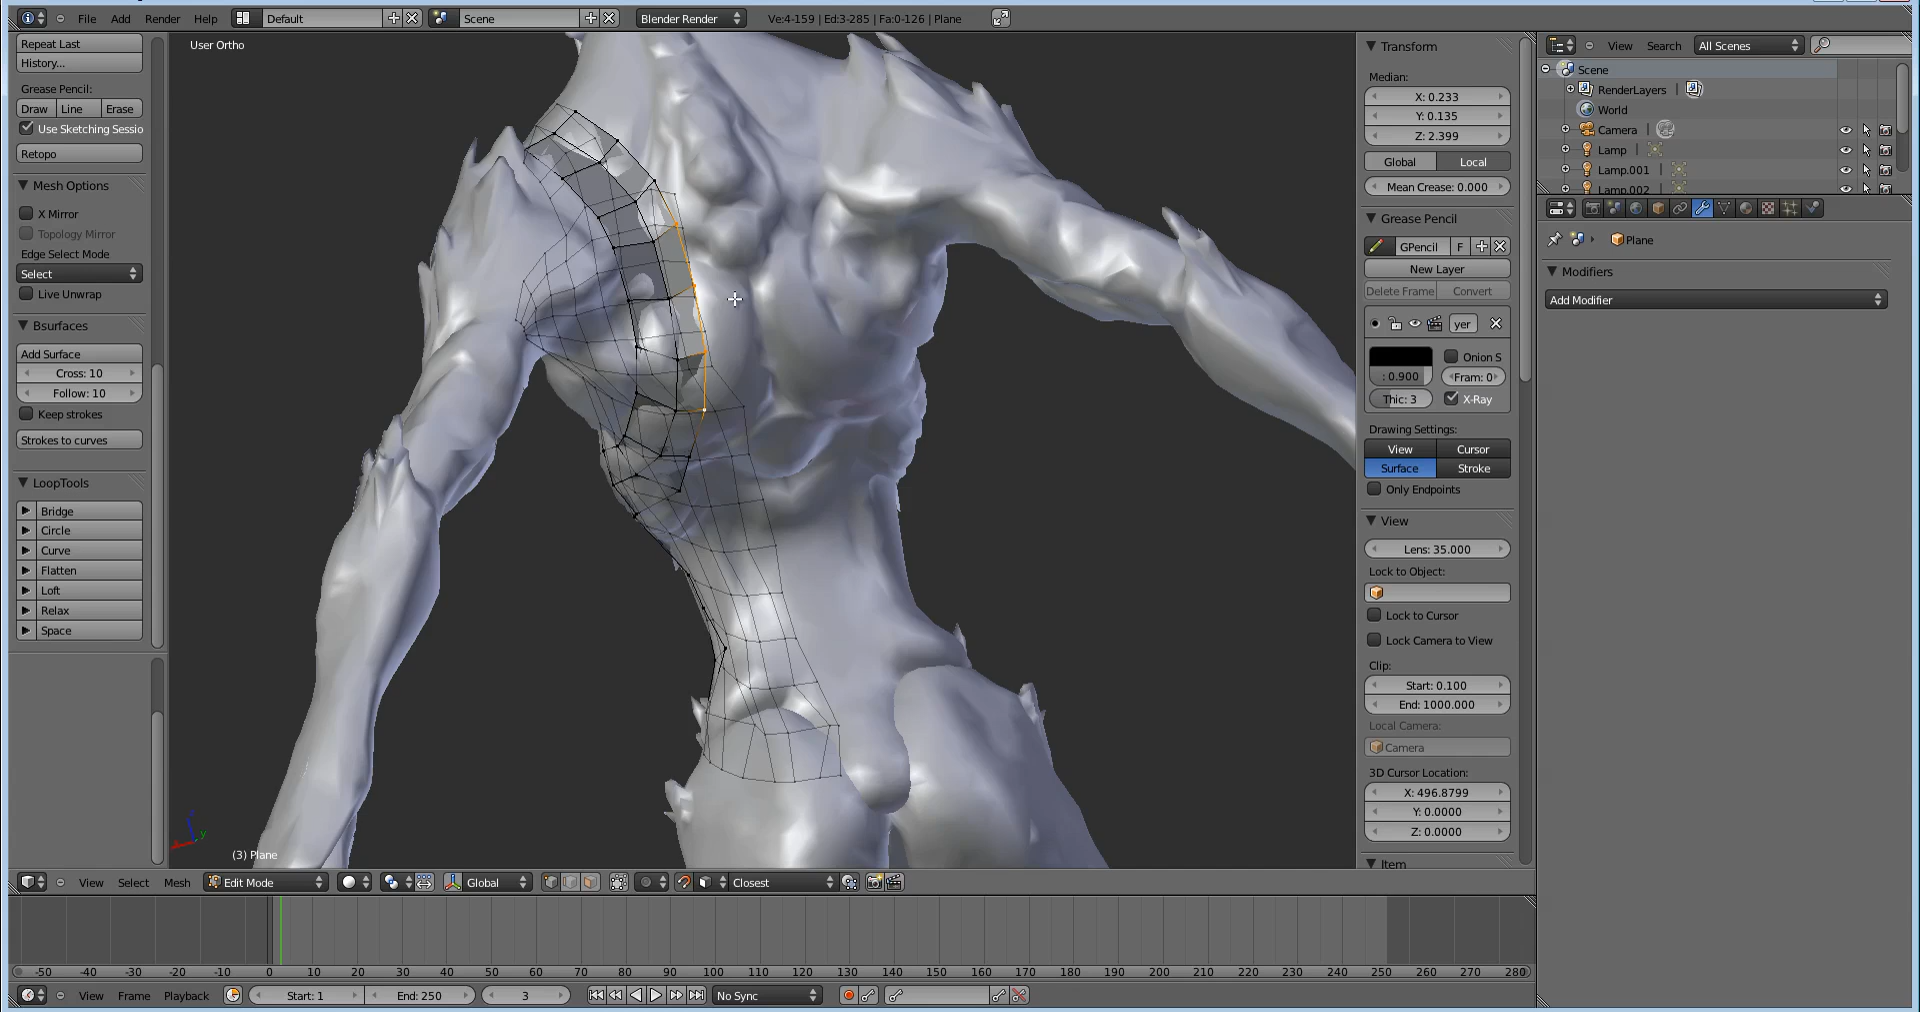 File Add Render Help Default Scene Blender Render Ve:4-159 | Ed:3-285 | Fa:0-126 | Plane
Repeat Last
History...
Grease Pencil:
Draw Line Erase
Use Sketching Sessio
Retopo
Mesh Options
X Mirror
Topology Mirror
Edge Select Mode
Select
Live Unwrap
Bsurfaces
Add Surface
Cross: 10
Follow: 10
Keep strokes
Strokes to curves
LoopTools
Bridge
Circle
Curve
Flatten
Loft
Relax
Space
User Ortho
y
(3) Plane
Transform
Median:
X: 0.233
Y: 0.135
Z: 2.399
Global Local
Mean Crease: 0.000
Grease Pencil
GPencil F
New Layer
Delete Frame Convert
yer
Onion S
: 0.900 Fram: 0
Thic: 3 X-Ray
Drawing Settings:
View Cursor
Surface Stroke
Only Endpoints
View
Lens: 35.000
Lock to Object:
Lock to Cursor
Lock Camera to View
Clip:
Start: 0.100
End: 1000.000
Local Camera:
Camera
3D Cursor Location:
X: 496.8799
Y: 0.0000
Z: 0.0000
Item
View Search All Scenes
Scene
RenderLayers
World
Camera
Lamp
Lamp.001
Lamp.002
Plane
Modifiers
Add Modifier
View Select Mesh Edit Mode Global Closest
-50 -40 -30 -20 -10 0 10 20 30 40 50 60 70 80 90 100 110 120 130 140 150 160 170 180 190 200 210 220 230 240 250 260 270 280
View Frame Playback Start: 1 End: 250 3 No Sync